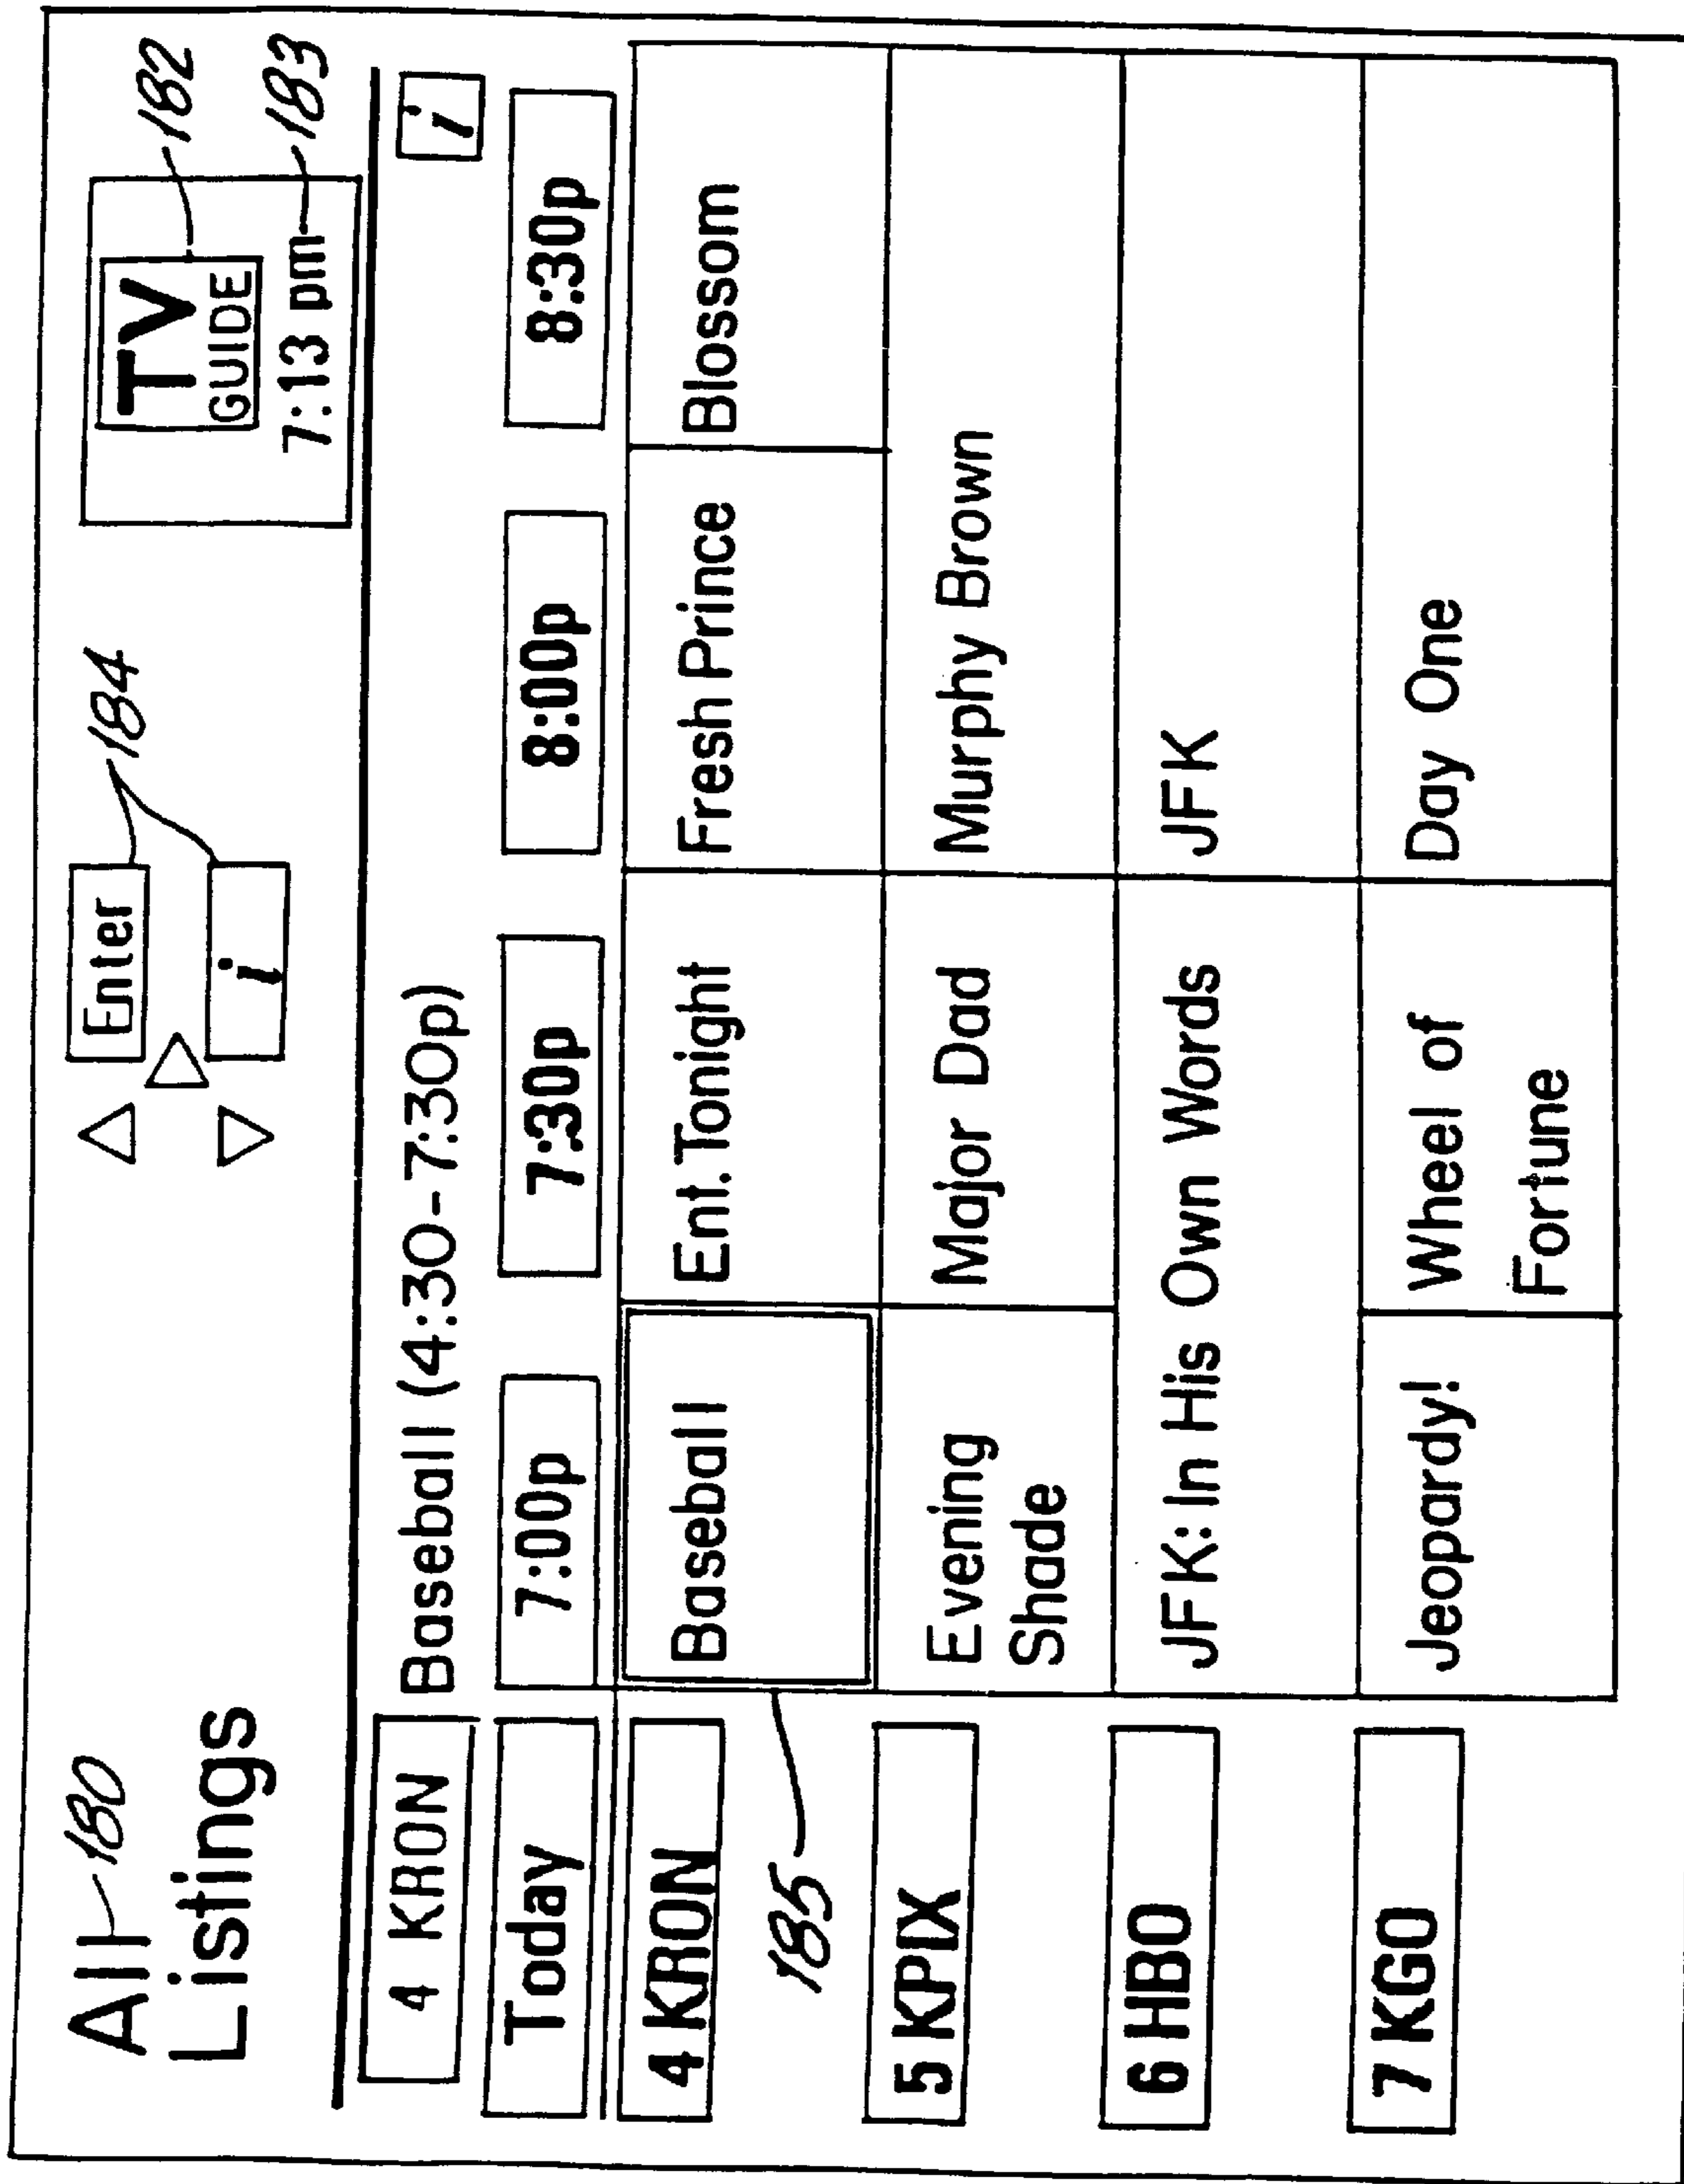 All 180
Listings
Enter 184
i
TV 182
GUIDE
7:13 pm 183
4 KRON Baseball (4:30-7:30p) i
Today 7:00p 7:30p 8:00p 8:30p
4 KRON Baseball Ent. Tonight Fresh Prince Blossom
185
5 KPIX Evening Major Dad Murphy Brown
Shade
6 HBO JFK: In His Own Words JFK
7 KGO Jeopardy! Wheel of Day One
Fortune